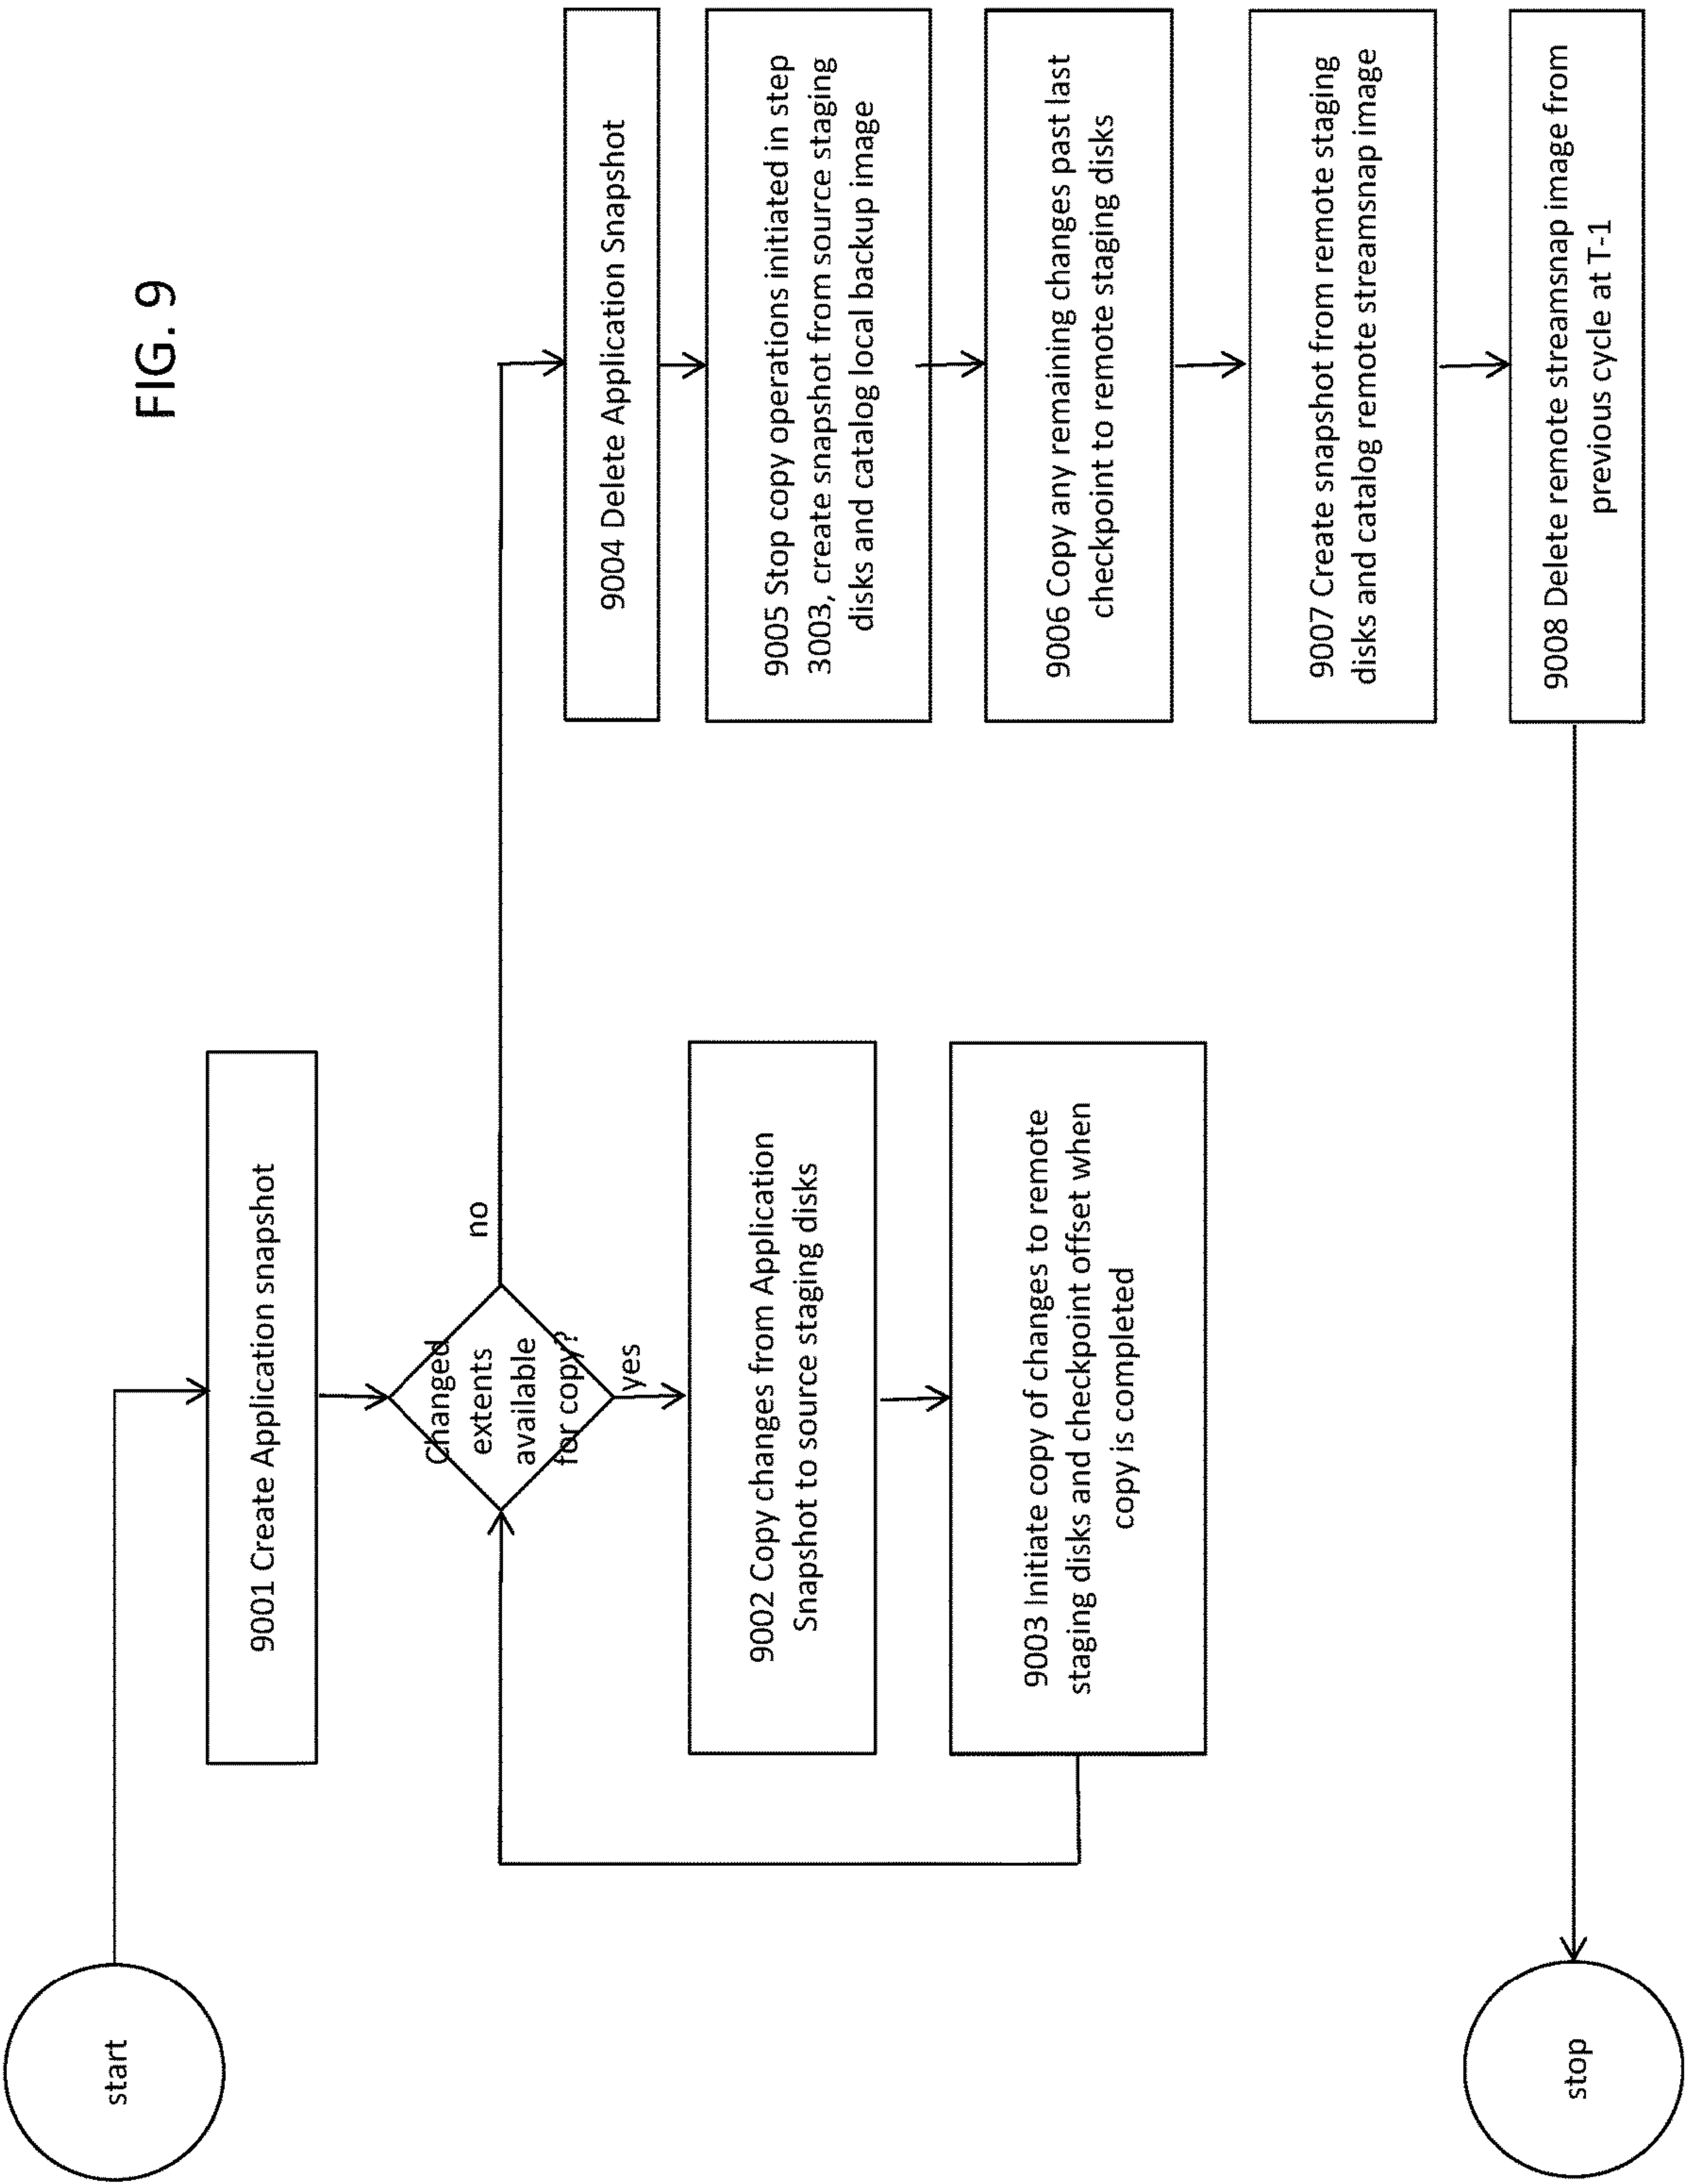 FIG. 9
start
9001 Create Application snapshot
Changed
extents
available
for copy?
no
yes
9002 Copy changes from Application
Snapshot to source staging disks
9003 Initiate copy of changes to remote
staging disks and checkpoint offset when
copy is completed
9004 Delete Application Snapshot
9005 Stop copy operations initiated in step
3003, create snapshot from source staging
disks and catalog local backup image
9006 Copy any remaining changes past last
checkpoint to remote staging disks
9007 Create snapshot from remote staging
disks and catalog remote streamsnap image
9008 Delete remote streamsnap image from
previous cycle at T-1
stop